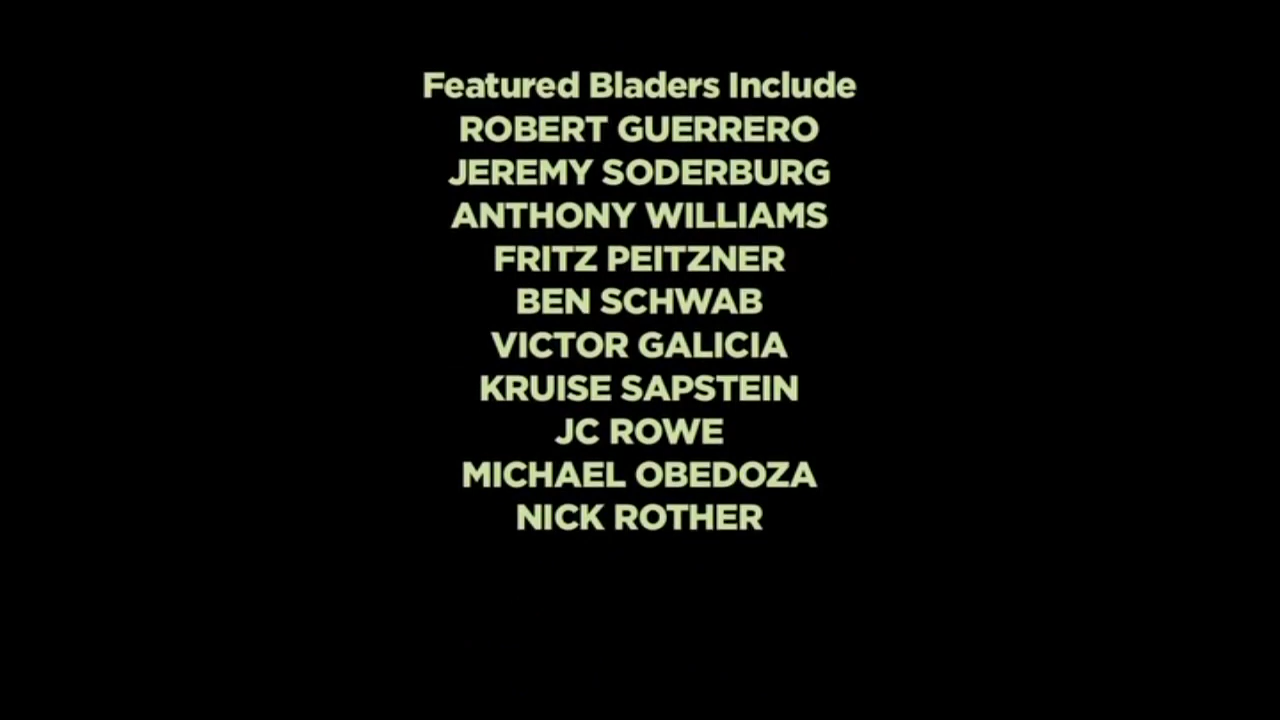 Featured Bladers Include
ROBERT GUERRERO
JEREMY SODERBURG
ANTHONY WILLIAMS
FRITZ PEITZNER
BEN SCHWAB
VICTOR GALICIA
KRUISE SAPSTEIN
JC ROWE
MICHAEL OBEDOZA
NICK ROTHER